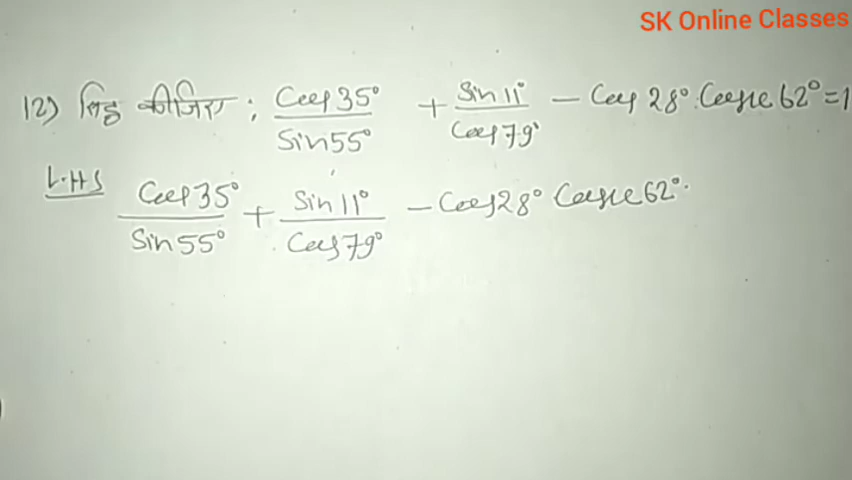 SK Online Classes
12) सिद्ध कीजिए ; Cos 35° / Sin 55° + Sin 11° / Cos 79° – Cos 28° . Cosec 62° = 1
L.H.S
Cos 35° / Sin 55° + Sin 11° / Cos 79° – Cos 28° Cosec 62° .